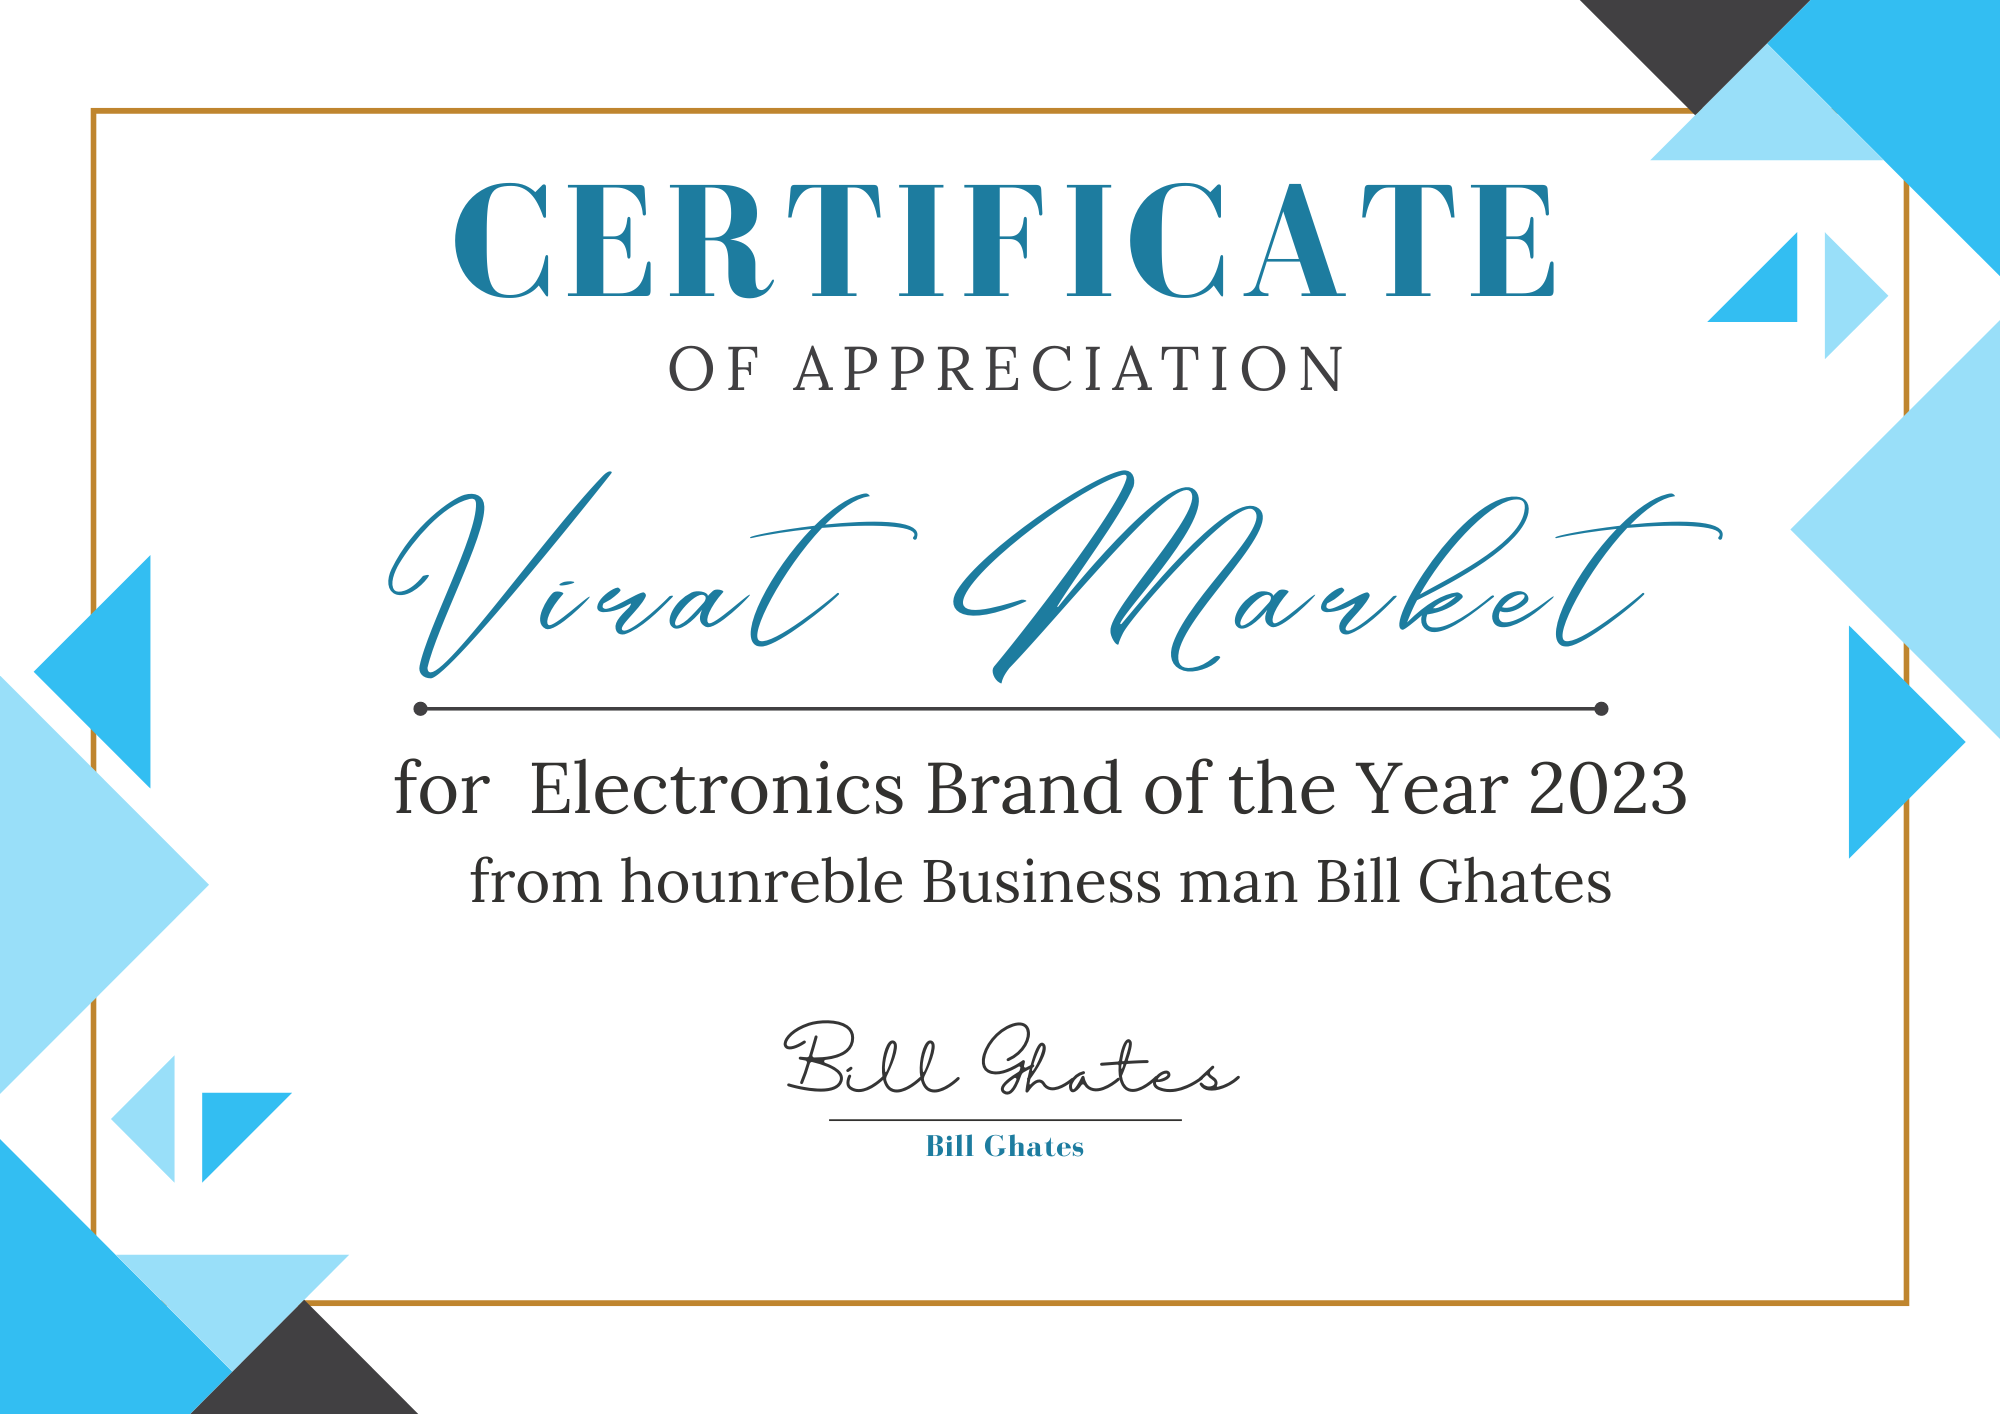 CERTIFICATE
OF APPRECIATION
Virat Market
for Electronics Brand of the Year 2023
from hounreble Business man Bill Ghates
Bill Ghates
Bill Ghates